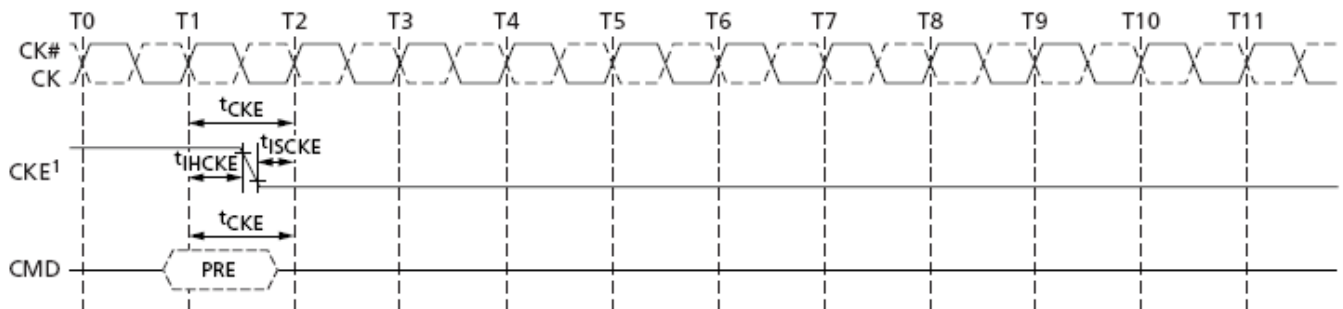 T0 T1 T2 T3 T4 T5 T6 T7 T8 T9 T10 T11
CK#
CK
tCKE
tISCKE
CKE1
tIHCKE
tCKE
CMD
PRE